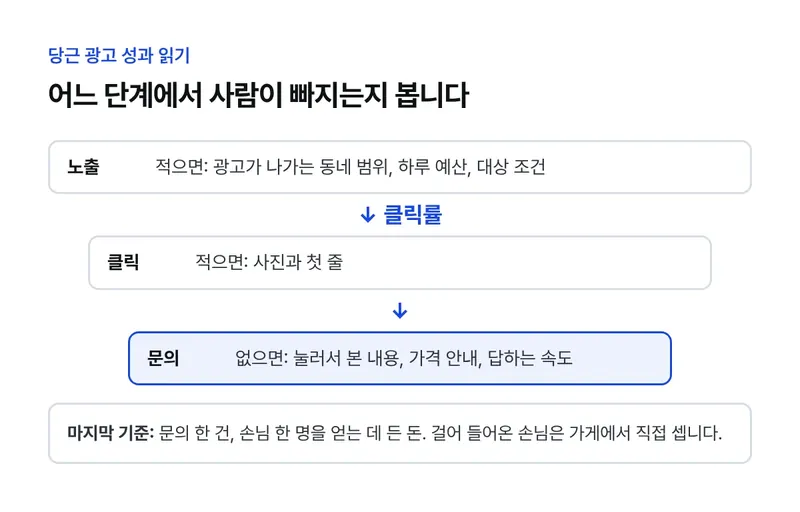 당근 광고 성과 읽기
어느 단계에서 사람이 빠지는지 봅니다
노출 적으면: 광고가 나가는 동네 범위, 하루 예산, 대상 조건
↓ 클릭률
클릭 적으면: 사진과 첫 줄
↓
문의 없으면: 눌러서 본 내용, 가격 안내, 답하는 속도
마지막 기준: 문의 한 건, 손님 한 명을 얻는 데 든 돈. 걸어 들어온 손님은 가게에서 직접 셉니다.